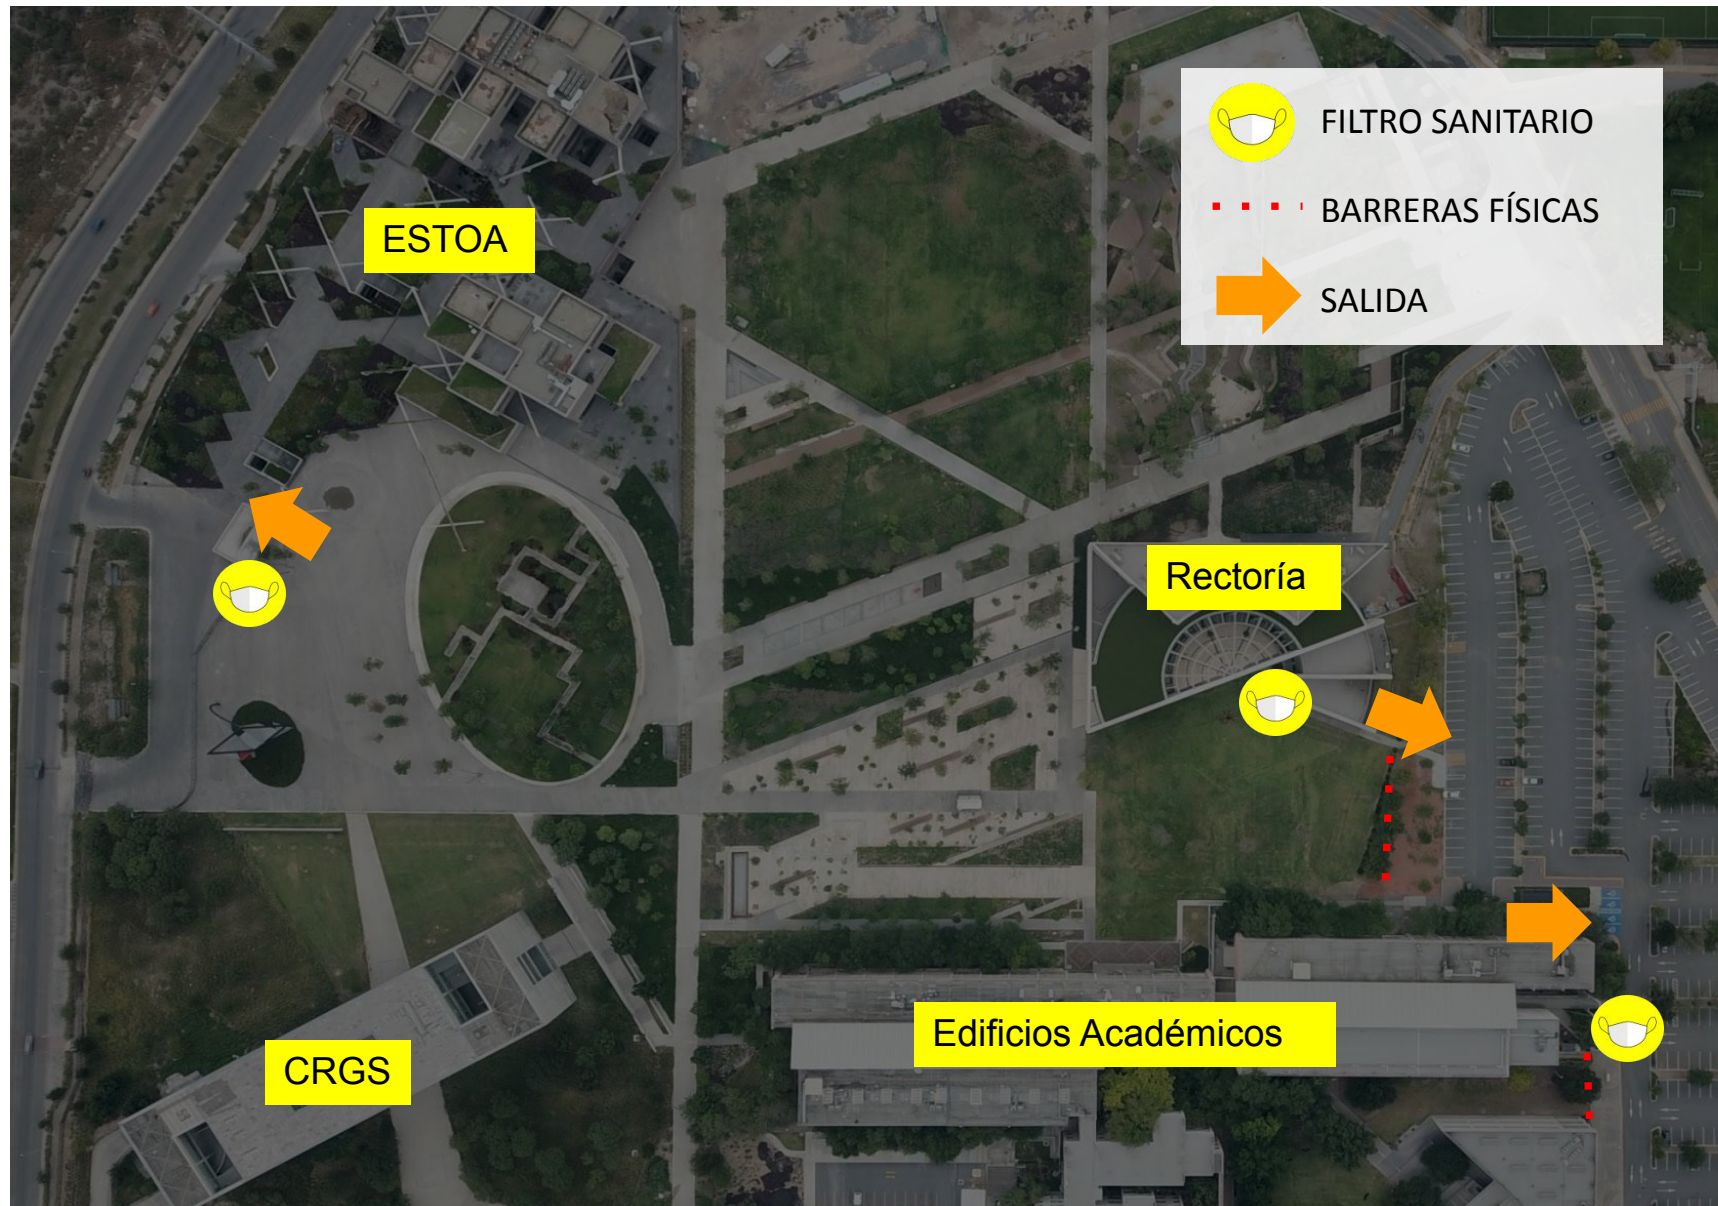 FILTRO SANITARIO
BARRERAS FÍSICAS
SALIDA
ESTOA
Rectoría
Edificios Académicos
CRGS